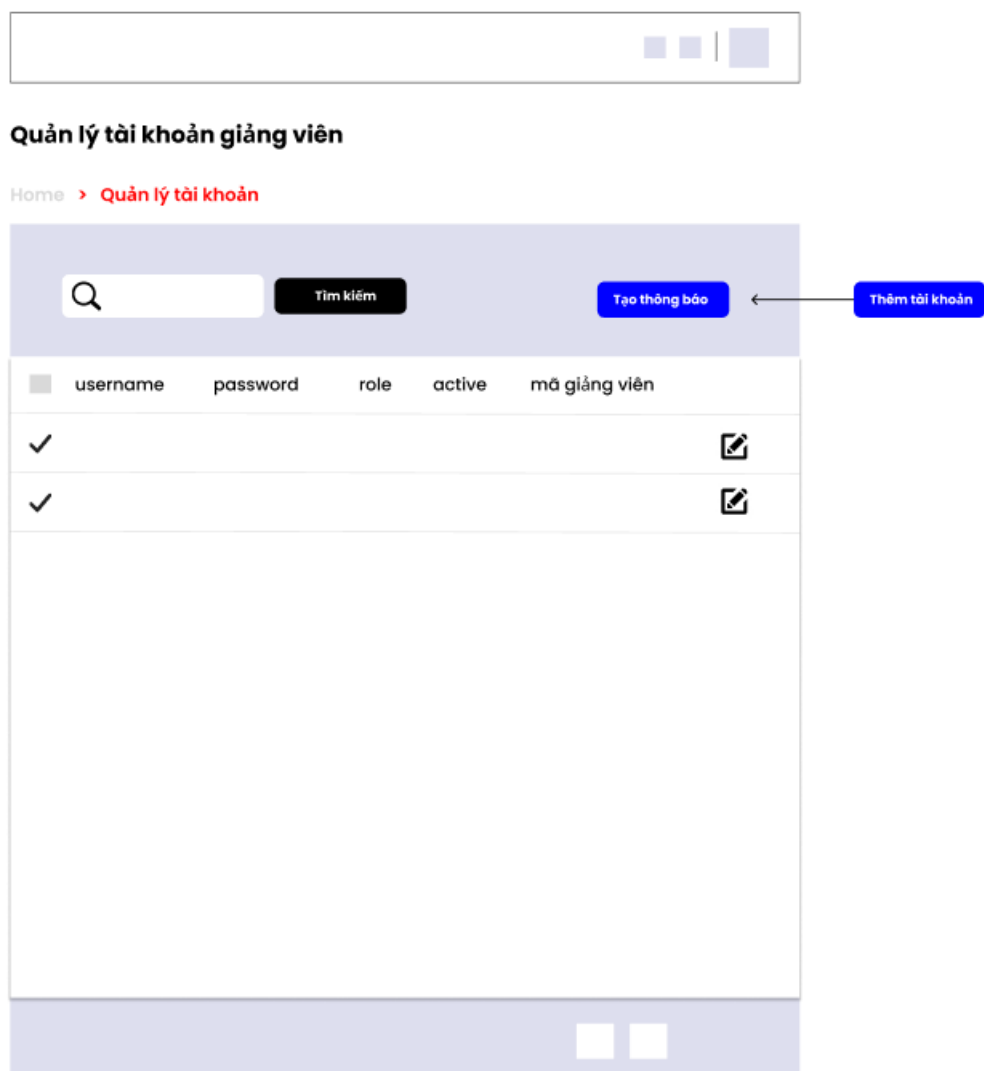 Quản lý tài khoản giảng viên
Home > Quản lý tài khoản
Tìm kiếm
Tạo thông báo
Thêm tài khoản
username password role active mã giảng viên